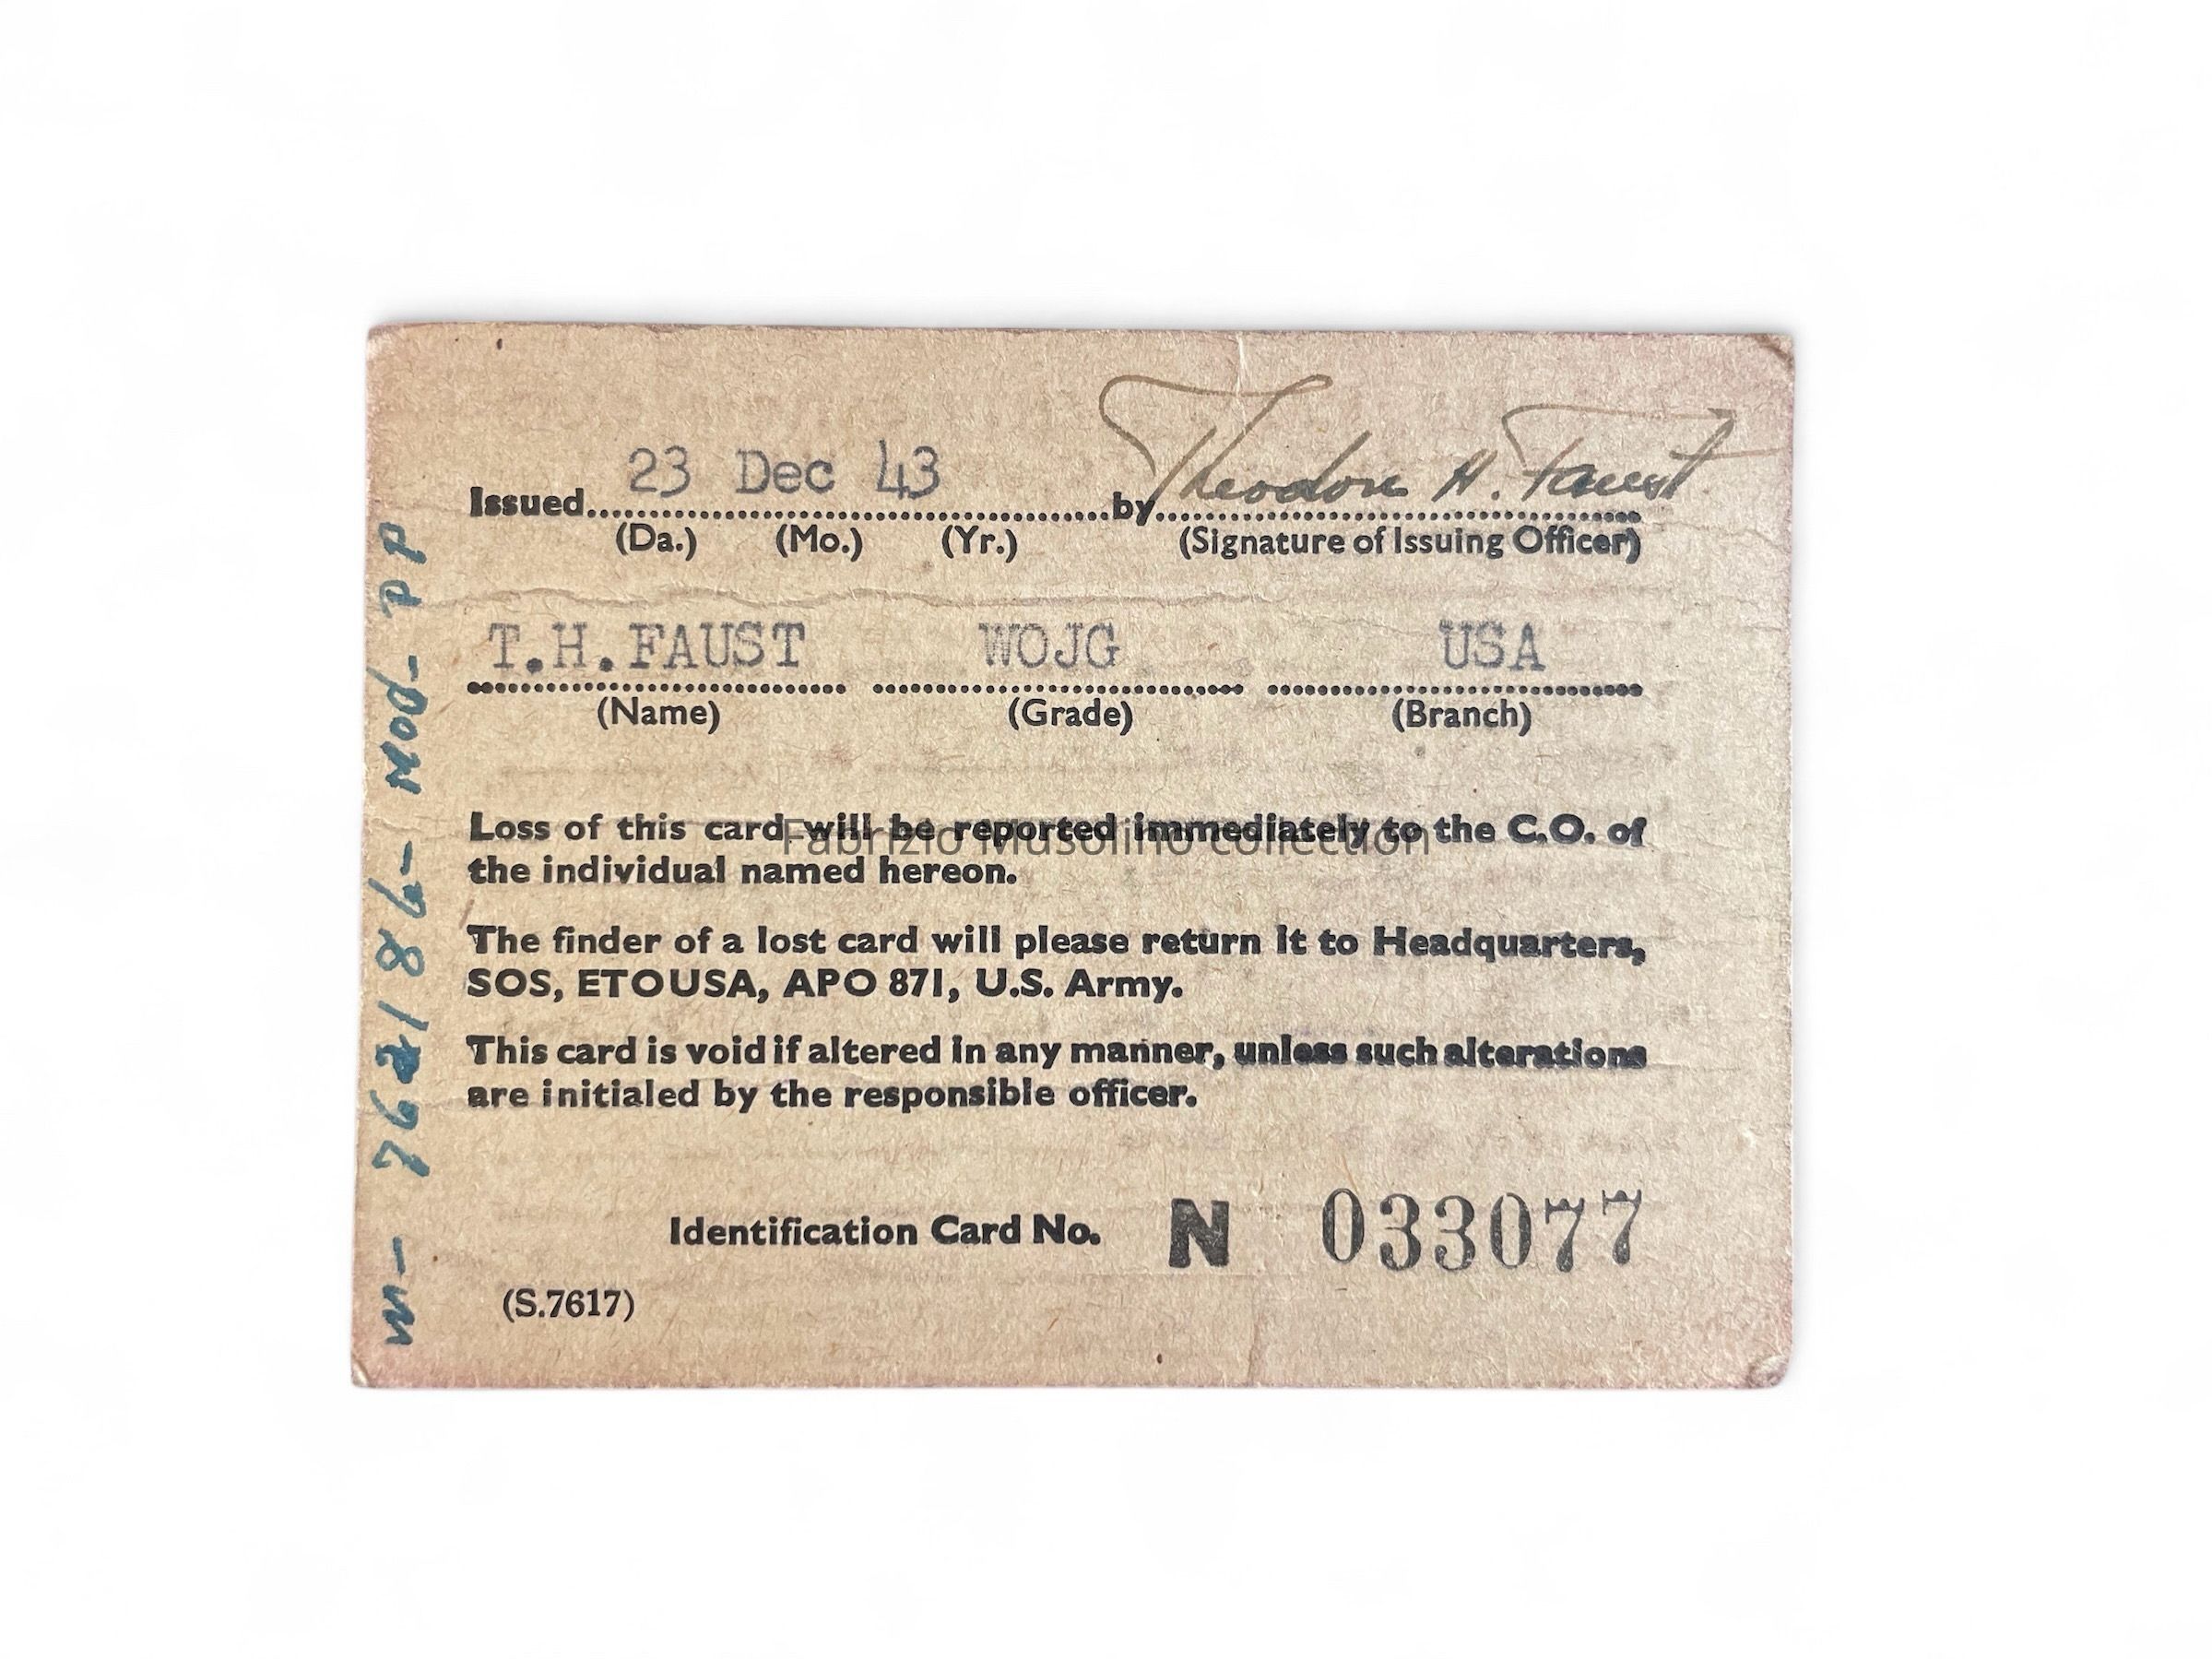 23 Dec 43 Theodore H. Faust
Issued by
(Da.) (Mo.) (Yr.) (Signature of Issuing Officer)
T.H.FAUST WOJG USA
(Name) (Grade) (Branch)
Loss of this card will be reported immediately to the C.O. of
the individual named hereon.
Fabrizio Musolino collection
The finder of a lost card will please return it to Headquarters,
SOS, ETOUSA, APO 871, U.S. Army.
This card is void if altered in any manner, unless such alterations
are initialed by the responsible officer.
Identification Card No. N 033077
(S.7617)